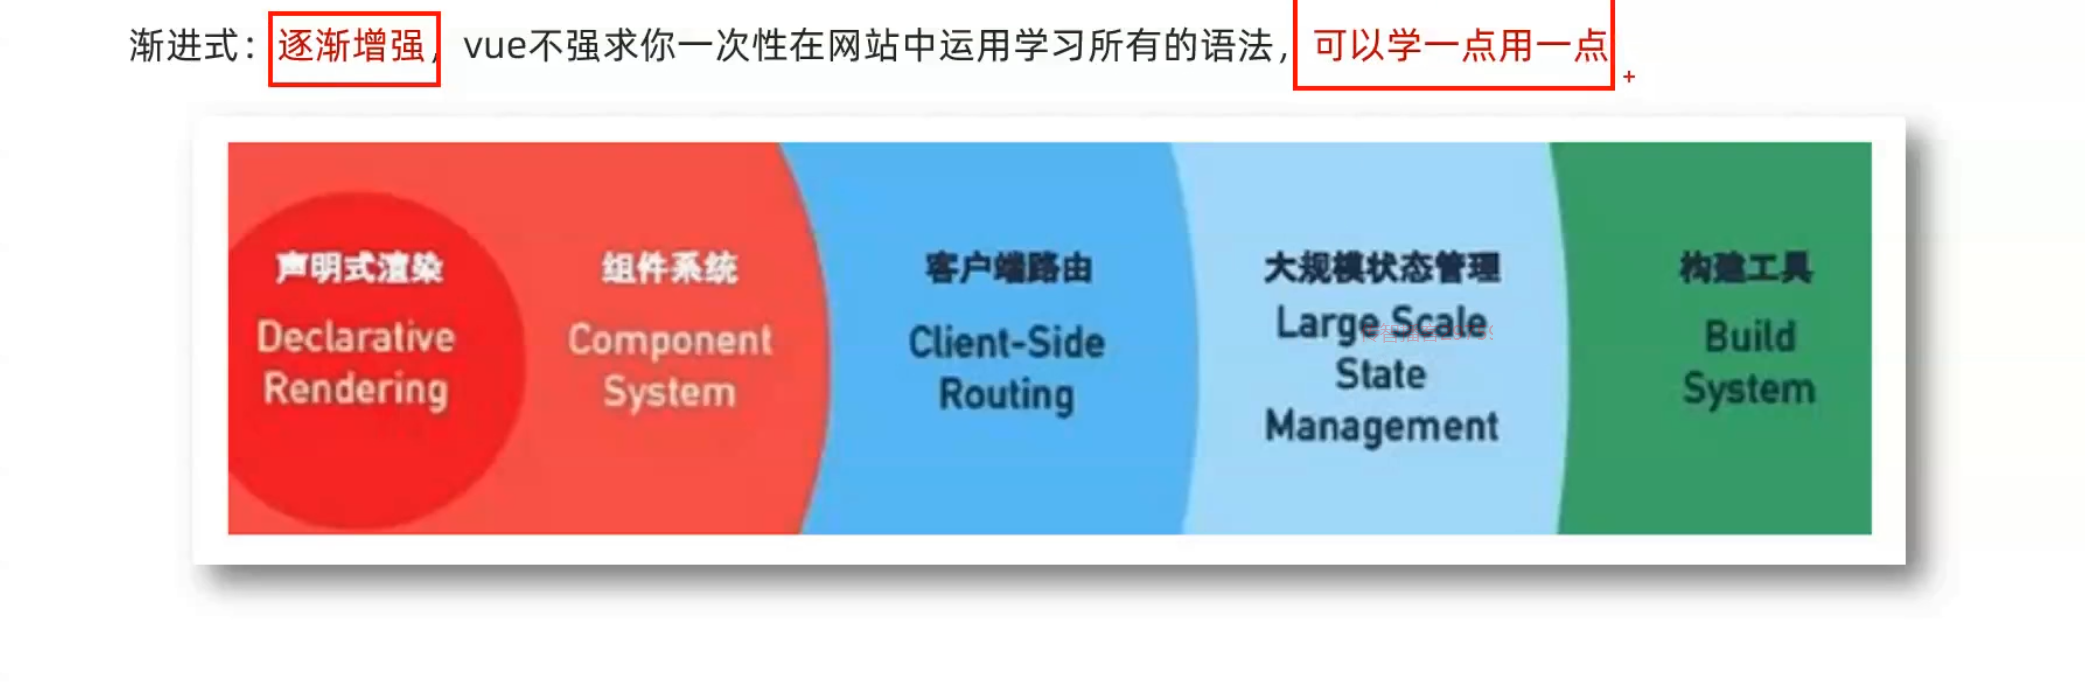 渐进式：逐渐增强，vue不强求你一次性在网站中运用学习所有的语法，可以学一点用一点
声明式渲染
Declarative
Rendering
组件系统
Component
System
客户端路由
Client-Side
Routing
大规模状态管理
Large Scale
State
Management
构建工具
Build
System